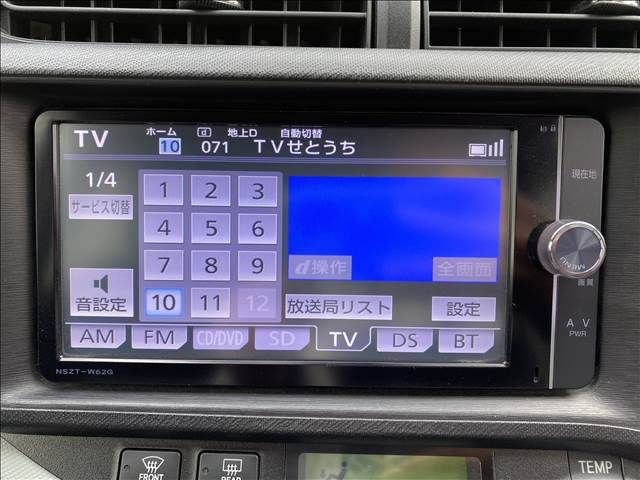 TV ホーム d 地上D 自動切替
10 071 TVせとうち
1/4
サービス切替
1 2 3
4 5 6
7 8 9
10 11 12
d操作 全画面
音設定
放送局リスト 設定
AM FM CD/DVD SD TV DS BT
NSZT-W62G
現在地
MENU
画質
A V
PWR
FRONT
REAR
TEMP